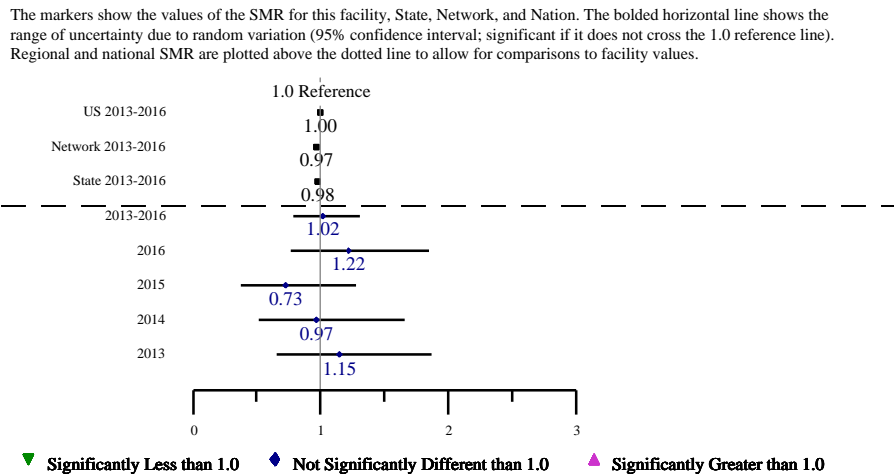 The markers show the values of the SMR for this facility, State, Network, and Nation. The bolded horizontal line shows the
range of uncertainty due to random variation (95% confidence interval; significant if it does not cross the 1.0 reference line).
Regional and national SMR are plotted above the dotted line to allow for comparisons to facility values.
1.0 Reference
US 2013-2016
1.00
Network 2013-2016
0.97
State 2013-2016
0.98
2013-2016
1.02
2016
1.22
2015
0.73
2014
0.97
2013
1.15
0 1 2 3
Significantly Less than 1.0 Not Significantly Different than 1.0 Significantly Greater than 1.0